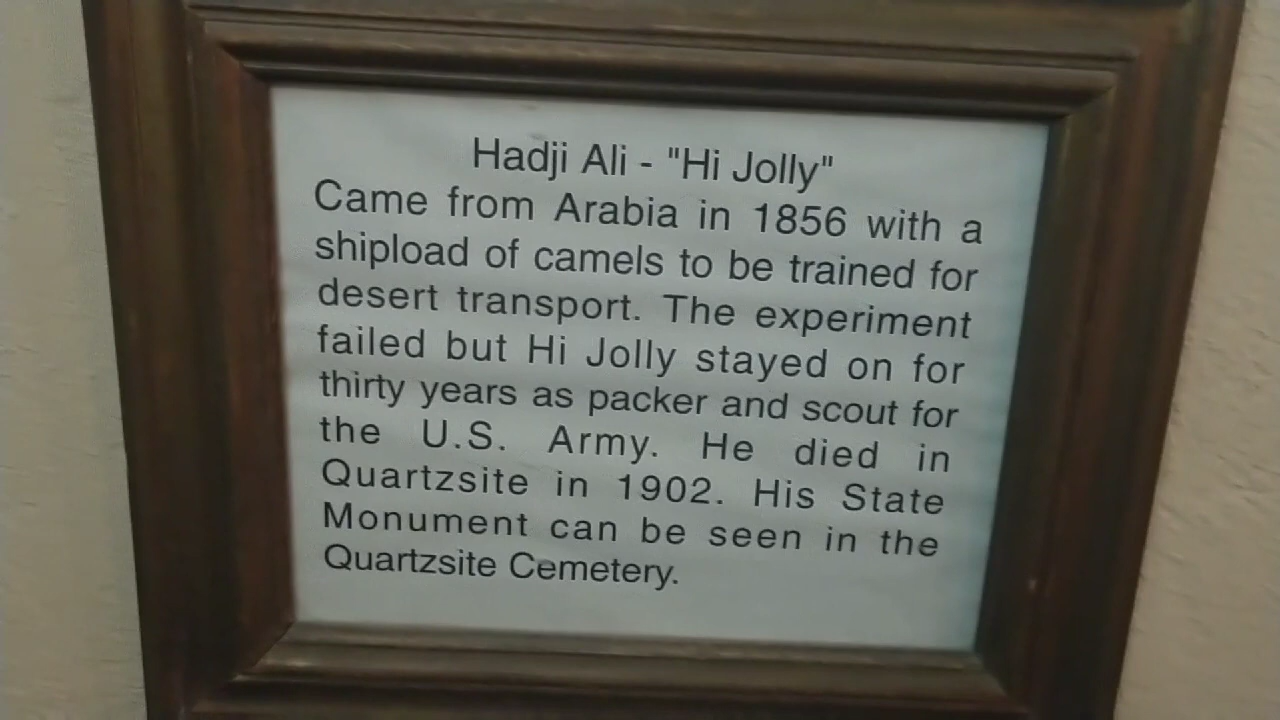 Hadji Ali - "Hi Jolly"
Came from Arabia in 1856 with a
shipload of camels to be trained for
desert transport. The experiment
failed but Hi Jolly stayed on for
thirty years as packer and scout for
the U.S. Army. He died in
Quartzsite in 1902. His State
Monument can be seen in the
Quartzsite Cemetery.